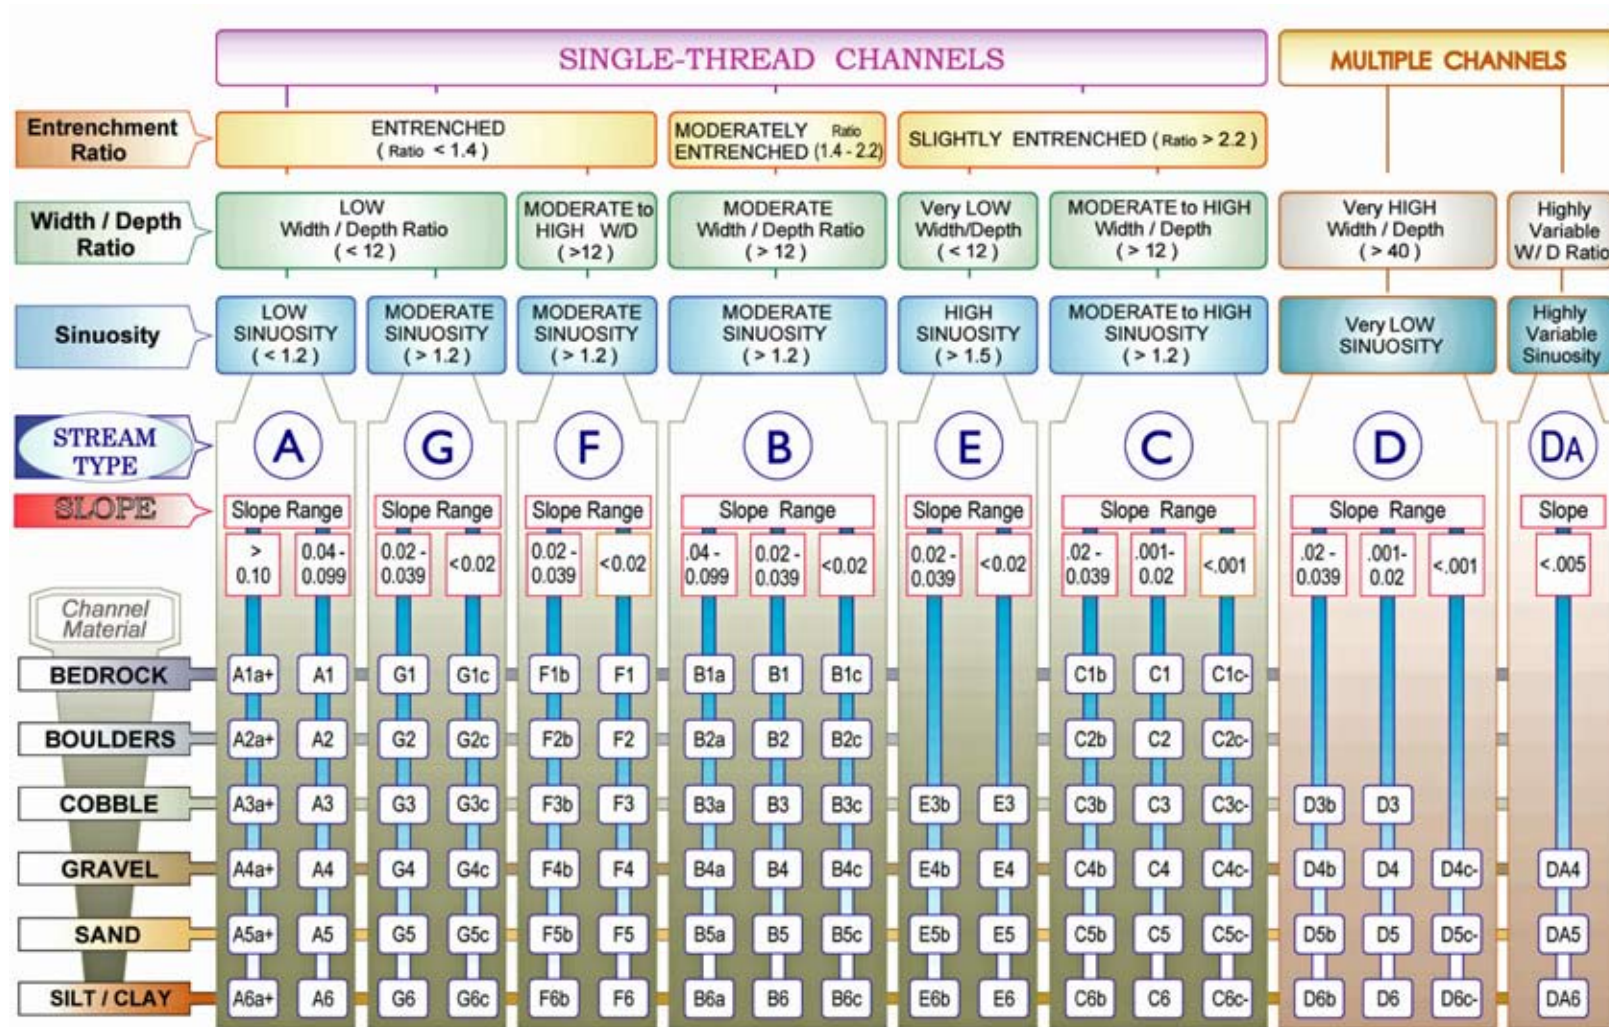 SINGLE-THREAD CHANNELS
MULTIPLE CHANNELS
Entrenchment
Ratio
ENTRENCHED
( Ratio < 1.4 )
MODERATELY Ratio
ENTRENCHED (1.4 - 2.2)
SLIGHTLY ENTRENCHED ( Ratio > 2.2 )
Width / Depth
Ratio
LOW
Width / Depth Ratio
( < 12 )
MODERATE to
HIGH W/D
( >12 )
MODERATE
Width / Depth Ratio
( > 12 )
Very LOW
Width/Depth
( < 12 )
MODERATE to HIGH
Width / Depth
( > 12 )
Very HIGH
Width / Depth
( > 40 )
Highly
Variable
W/ D Ratio
Sinuosity
LOW
SINUOSITY
( < 1.2 )
MODERATE
SINUOSITY
( > 1.2 )
MODERATE
SINUOSITY
( > 1.2 )
MODERATE
SINUOSITY
( > 1.2 )
HIGH
SINUOSITY
( > 1.5 )
MODERATE to HIGH
SINUOSITY
( > 1.2 )
Very LOW
SINUOSITY
Highly
Variable
Sinuosity
STREAM
TYPE
A G F B E C D DA
SLOPE
Slope Range Slope Range Slope Range Slope Range Slope Range Slope Range Slope Range Slope
>
0.10
0.04 -
0.099
0.02 -
0.039
<0.02
0.02 -
0.039
<0.02
.04 -
0.099
0.02 -
0.039
<0.02
0.02 -
0.039
<0.02
.02 -
0.039
.001-
0.02
<.001
.02 -
0.039
.001-
0.02
<.001
<.005
Channel
Material
BEDROCK A1a+ A1 G1 G1c F1b F1 B1a B1 B1c C1b C1 C1c-
BOULDERS A2a+ A2 G2 G2c F2b F2 B2a B2 B2c C2b C2 C2c-
COBBLE A3a+ A3 G3 G3c F3b F3 B3a B3 B3c E3b E3 C3b C3 C3c- D3b D3
GRAVEL A4a+ A4 G4 G4c F4b F4 B4a B4 B4c E4b E4 C4b C4 C4c- D4b D4 D4c- DA4
SAND A5a+ A5 G5 G5c F5b F5 B5a B5 B5c E5b E5 C5b C5 C5c- D5b D5 D5c- DA5
SILT / CLAY A6a+ A6 G6 G6c F6b F6 B6a B6 B6c E6b E6 C6b C6 C6c- D6b D6 D6c- DA6